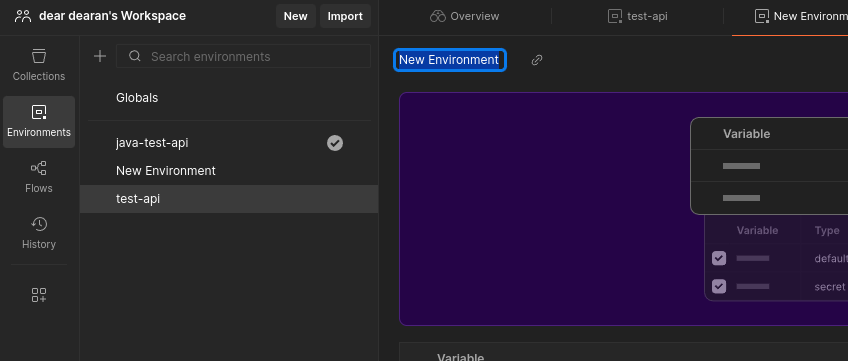 dear dearan's Workspace
New
Import
Overview
test-api
New Environm
Search environments
New Environment
Collections
Globals
Environments
java-test-api
New Environment
test-api
Flows
History
Variable
Variable
Type
default
secret
Variable